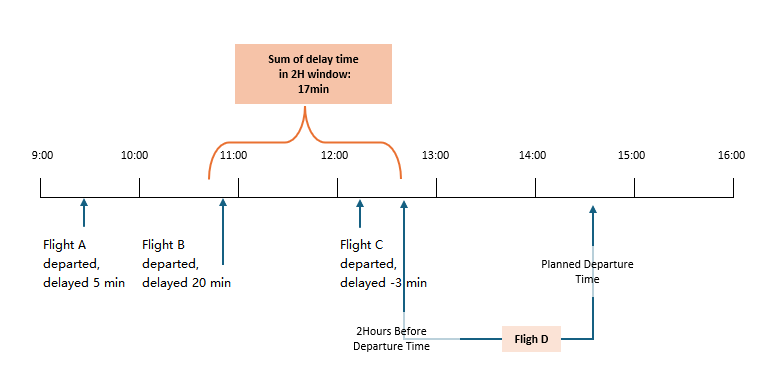 Sum of delay time
in 2H window:
17min
9:00
10:00
11:00
12:00
13:00
14:00
15:00
16:00
Flight A
departed,
delayed 5 min
Flight B
departed,
delayed 20 min
Flight C
departed,
delayed -3 min
Planned Departure
Time
2Hours Before
Departure Time
Fligh D